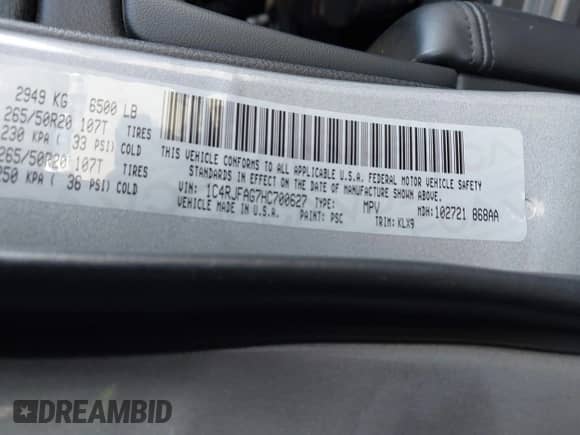 2949 KG 6500 LB
265/50R20 107T TIRES
230 KPA ( 33 PSI) COLD
265/50R20 107T TIRES
250 KPA ( 36 PSI) COLD
THIS VEHICLE CONFORMS TO ALL APPLICABLE U.S.A. FEDERAL MOTOR VEHICLE SAFETY
STANDARDS IN EFFECT ON THE DATE OF MANUFACTURE SHOWN ABOVE.
VIN: 1C4RJFAG7HC700627 TYPE: MPV MDH: 102721 868AA
VEHICLE MADE IN U.S.A. PAINT: PSC TRIM: KLX9
DREAMBID